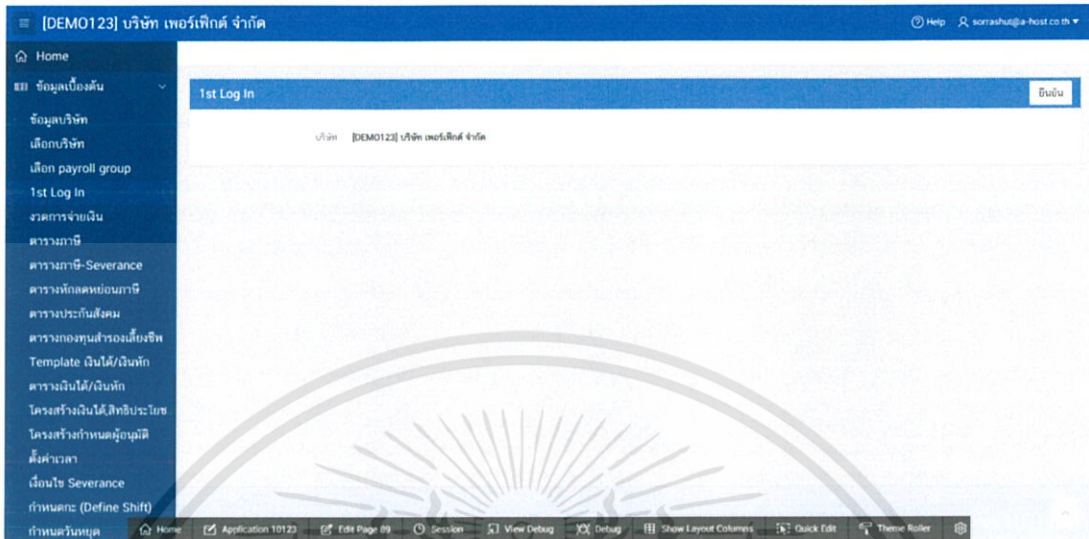 [DEMO123] บริษัท เพอร์เฟ็กต์ จำกัด
Help sorrashut@a-host.co.th
Home
ข้อมูลเบื้องต้น
1st Log In
ยืนยัน
บริษัท [DEMO123] บริษัท เพอร์เฟ็กต์ จำกัด
ข้อมูลบริษัท
เลือกบริษัท
เลือก payroll group
1st Log In
งวดการจ่ายเงิน
ตารางภาษี
ตารางภาษี-Severance
ตารางหักลดหย่อนภาษี
ตารางประกันสังคม
ตารางกองทุนสำรองเลี้ยงชีพ
Template เงินได้/เงินหัก
ตารางเงินได้/เงินหัก
โครงสร้างเงินได้,สิทธิประโยช
โครงสร้างกำหนดผู้อนุมัติ
ตั้งค่าเวลา
เงื่อนไข Severance
กำหนดกะ (Define Shift)
กำหนดวันหยุด
Home Application 10123 Edit Page 89 Session View Debug Debug Show Layout Columns Quick Edit Theme Roller